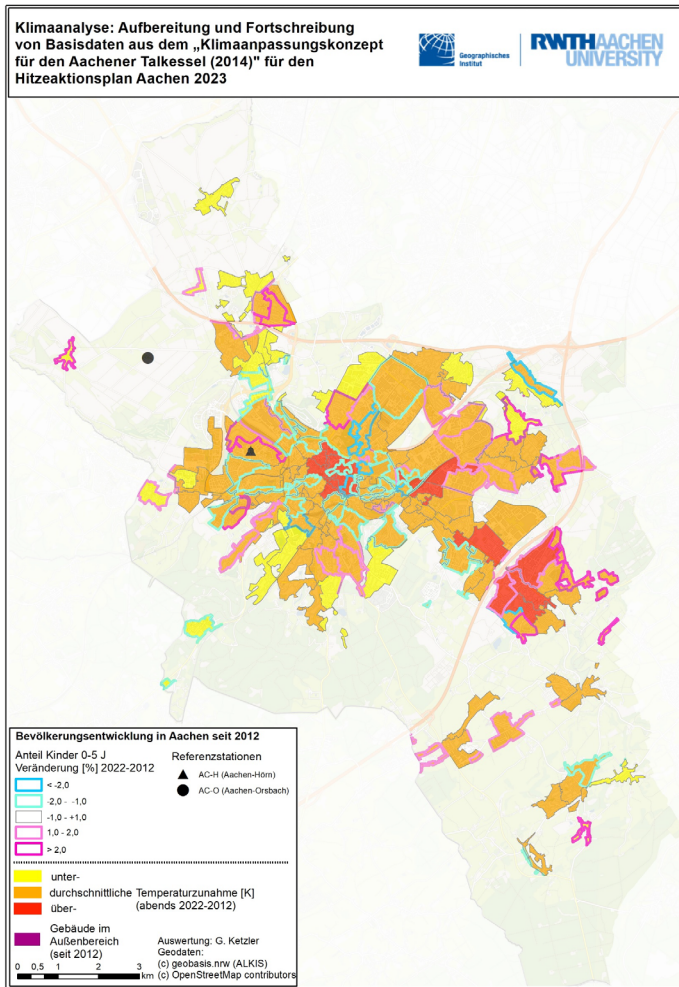 Klimaanalyse: Aufbereitung und Fortschreibung
von Basisdaten aus dem „Klimaanpassungskonzept
für den Aachener Talkessel (2014)" für den
Hitzeaktionsplan Aachen 2023
Geographisches
Institut
RWTH AACHEN
UNIVERSITY
Bevölkerungsentwicklung in Aachen seit 2012
Anteil Kinder 0-5 J
Veränderung [%] 2022-2012
< -2,0
-2,0 - -1,0
-1,0 - +1,0
1,0 - 2,0
> 2,0
Referenzstationen
AC-H (Aachen-Hörn)
AC-O (Aachen-Orsbach)
unter-
durchschnittliche Temperaturzunahme [K]
über- (abends 2022-2012)
Gebäude im
Außenbereich
(seit 2012)
Auswertung: G. Ketzler
Geodaten:
(c) geobasis.nrw (ALKIS)
(c) OpenStreetMap contributors
0 0,5 1 2 3
km